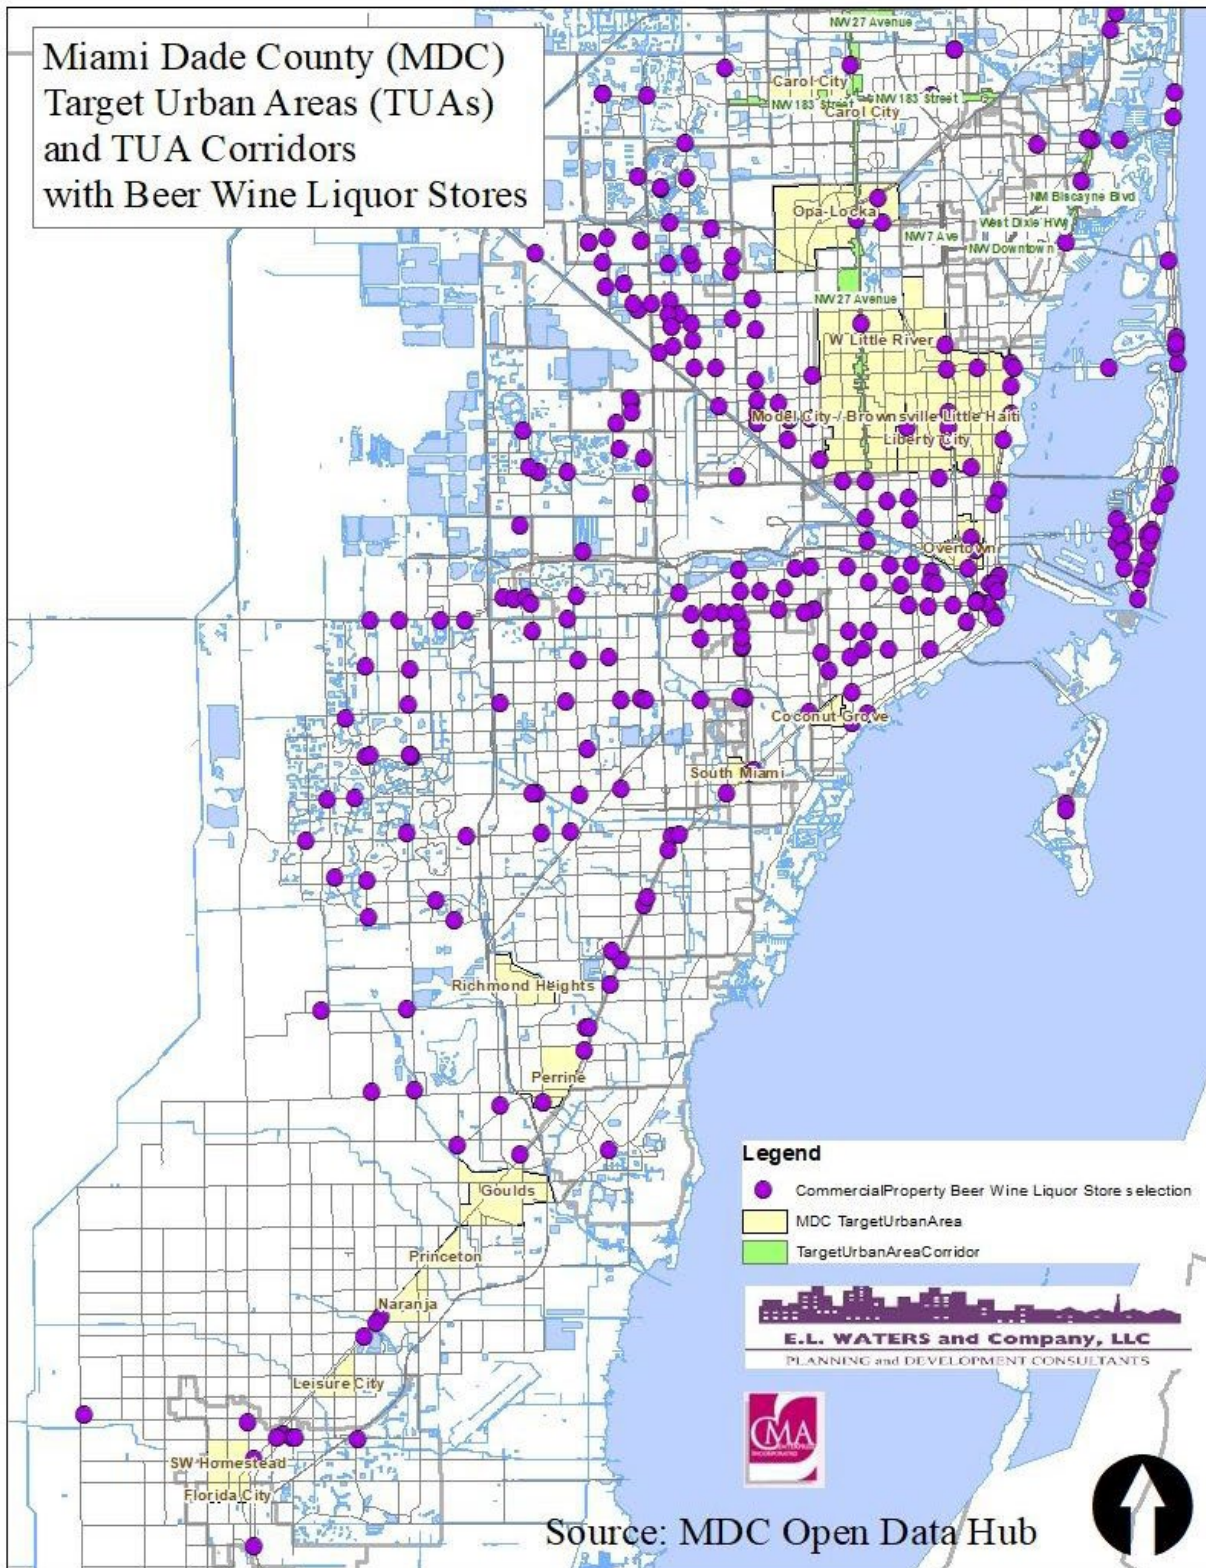 Miami Dade County (MDC)
Target Urban Areas (TUAs)
and TUA Corridors
with Beer Wine Liquor Stores
NW 27 Avenue
Carol City
NW 183 Street
NW 183 Street
Carol City
NM Biscayne Blvd
Opa-Locka
West Dixie HWY
NW 7 Ave
NW Downtown
NW 27 Avenue
W Little River
Model City / Brownsville Little Haiti
Liberty City
Overtown
Coconut Grove
South Miami
Richmond Heights
Perrine
Goulds
Princeton
Naranja
Leisure City
SW Homestead
Florida City
Legend
CommercialProperty Beer Wine Liquor Store selection
MDC TargetUrbanArea
TargetUrbanAreaCorridor
E.L. WATERS and Company, LLC
PLANNING and DEVELOPMENT CONSULTANTS
CMA
INCORPORATED
Source: MDC Open Data Hub